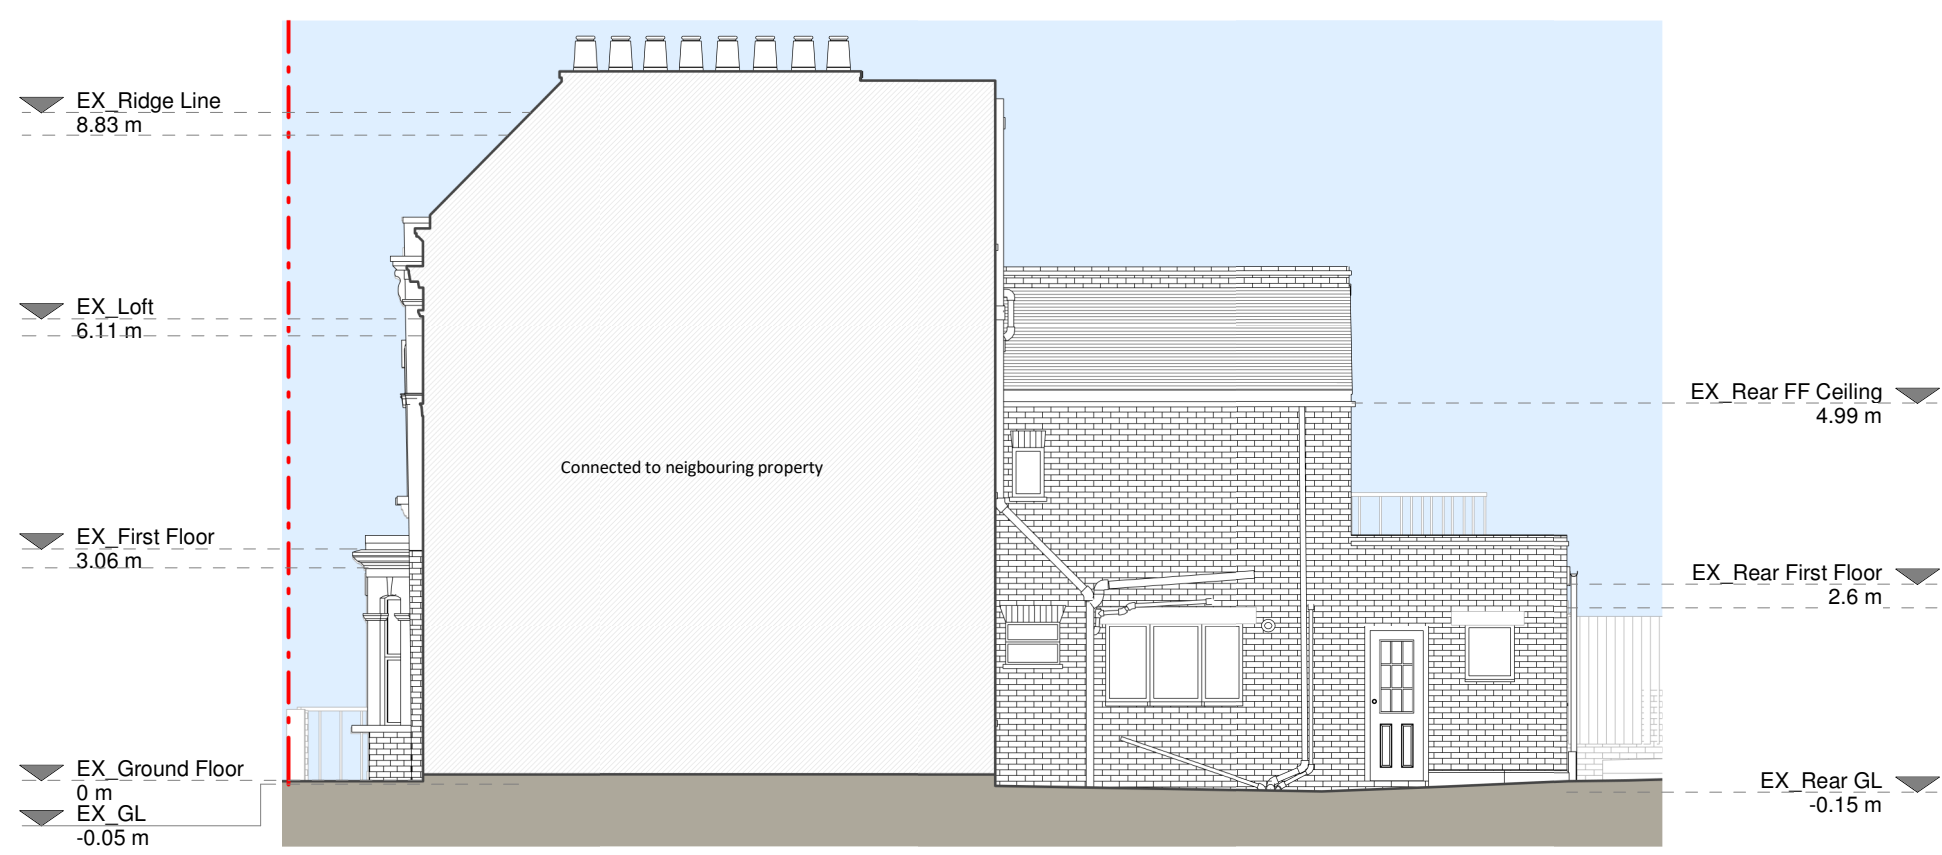 EX_Ridge Line
8.83 m
EX_Loft
6.11 m
EX_Rear FF Ceiling
4.99 m
Connected to neigbouring property
EX_First Floor
3.06 m
EX_Rear First Floor
2.6 m
EX_Ground Floor
0 m
EX_GL
-0.05 m
EX_Rear GL
-0.15 m